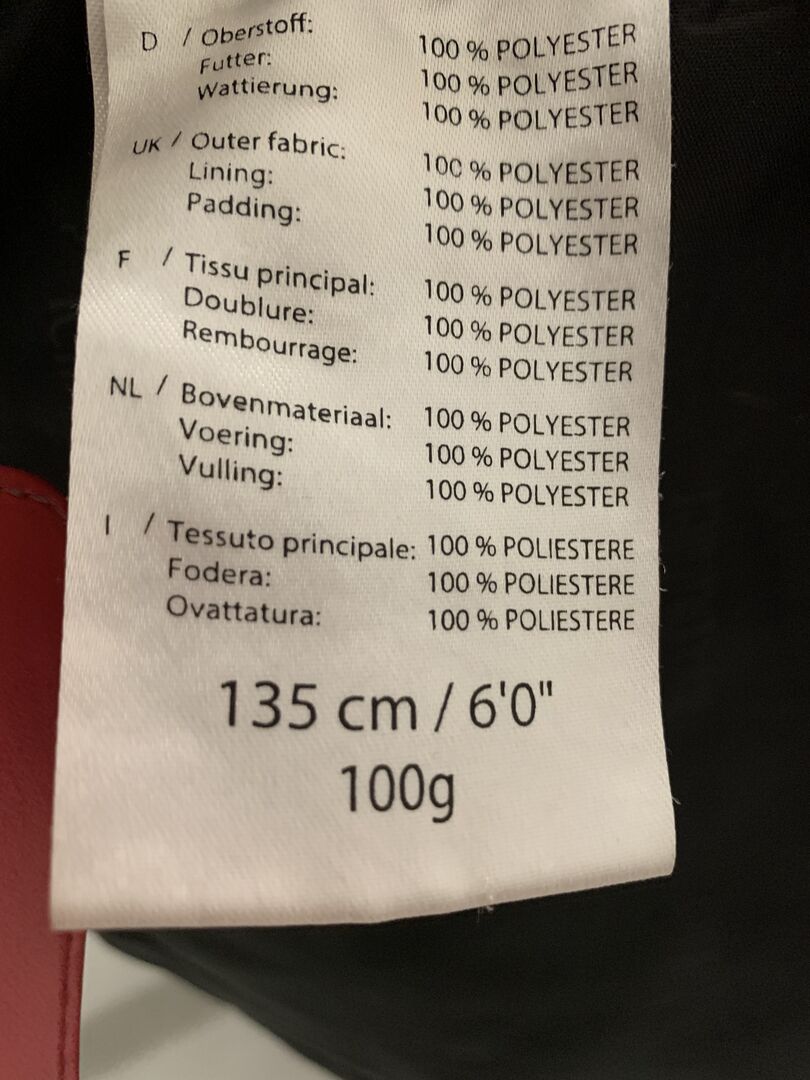 D / Oberstoff: 100 % POLYESTER
Futter: 100 % POLYESTER
Wattierung: 100 % POLYESTER
UK / Outer fabric: 100 % POLYESTER
Lining: 100 % POLYESTER
Padding: 100 % POLYESTER
F / Tissu principal: 100 % POLYESTER
Doublure: 100 % POLYESTER
Rembourrage: 100 % POLYESTER
NL / Bovenmateriaal: 100 % POLYESTER
Voering: 100 % POLYESTER
Vulling: 100 % POLYESTER
I / Tessuto principale: 100 % POLIESTERE
Fodera: 100 % POLIESTERE
Ovattatura: 100 % POLIESTERE
135 cm / 6'0"
100g